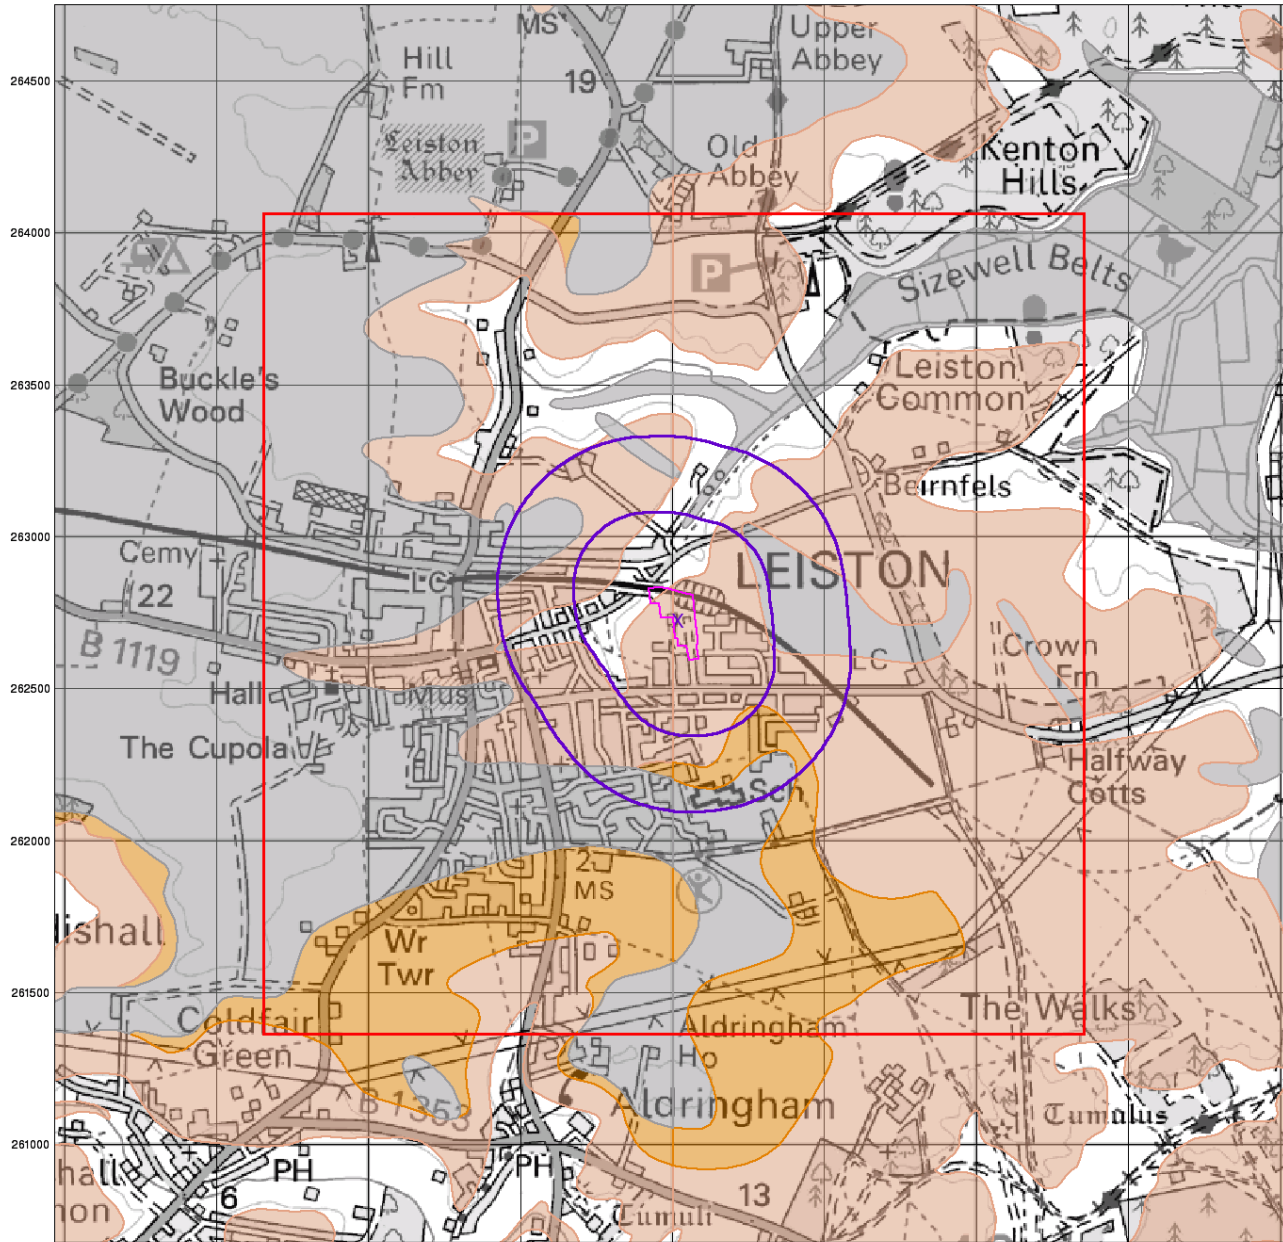 MS
Upper
Abbey
264500
Hill
Fm
19
P
Leiston
Abbey
Old
Abbey
Kenton
Hills
264000
P
Sizewell Belts
263500
Buckle's
Wood
Leiston
Common
Beirnfels
263000
Cemy
22
LC
LEISTON
X
B 1119
LC
Crown
Fm
262500
Hall
Mus
The Cupola
Sch
Halfway
Cotts
262000
2
MS
lishall
Wr
Twr
261500
Coldfair
Green
The Walks
Aldringham
Ho
B 1353
Aldringham
Tumulus
261000
hall
PH
PH
6
13
Tumuli
non